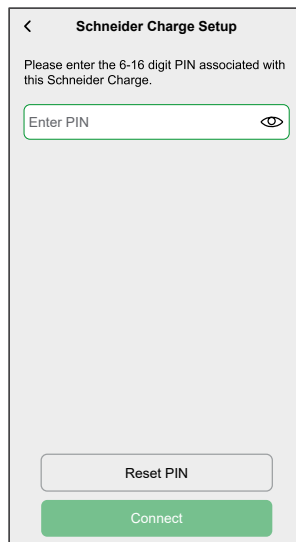 Schneider Charge Setup
Please enter the 6-16 digit PIN associated with
this Schneider Charge.
Enter PIN
Reset PIN
Connect